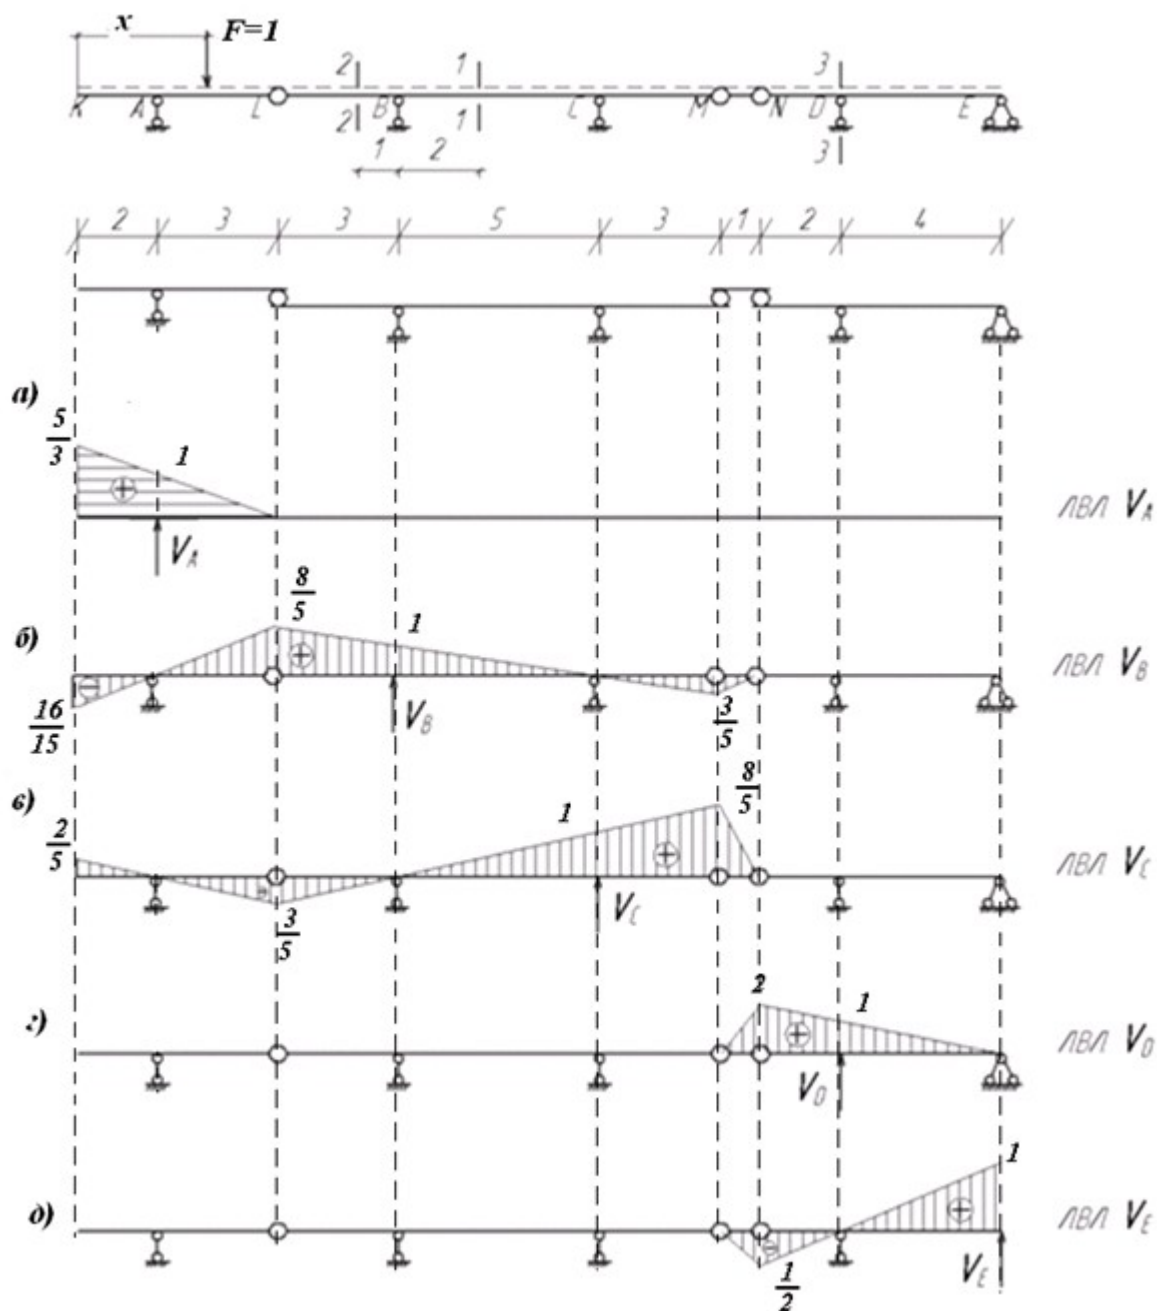 x F=1
2 1 3
K A L B C M N D E
2 1 3
1 2
2 3 3 5 3 1 2 4
а)
5/3 1
ЛВЛ V_A
V_A
б) 8/5 1
ЛВЛ V_B
16/15 V_B 3/5
в) 1 8/5
2/5
ЛВЛ V_C
3/5 V_C
г) 2 1
ЛВЛ V_D
V_D
д) 1
ЛВЛ V_E
1/2 V_E